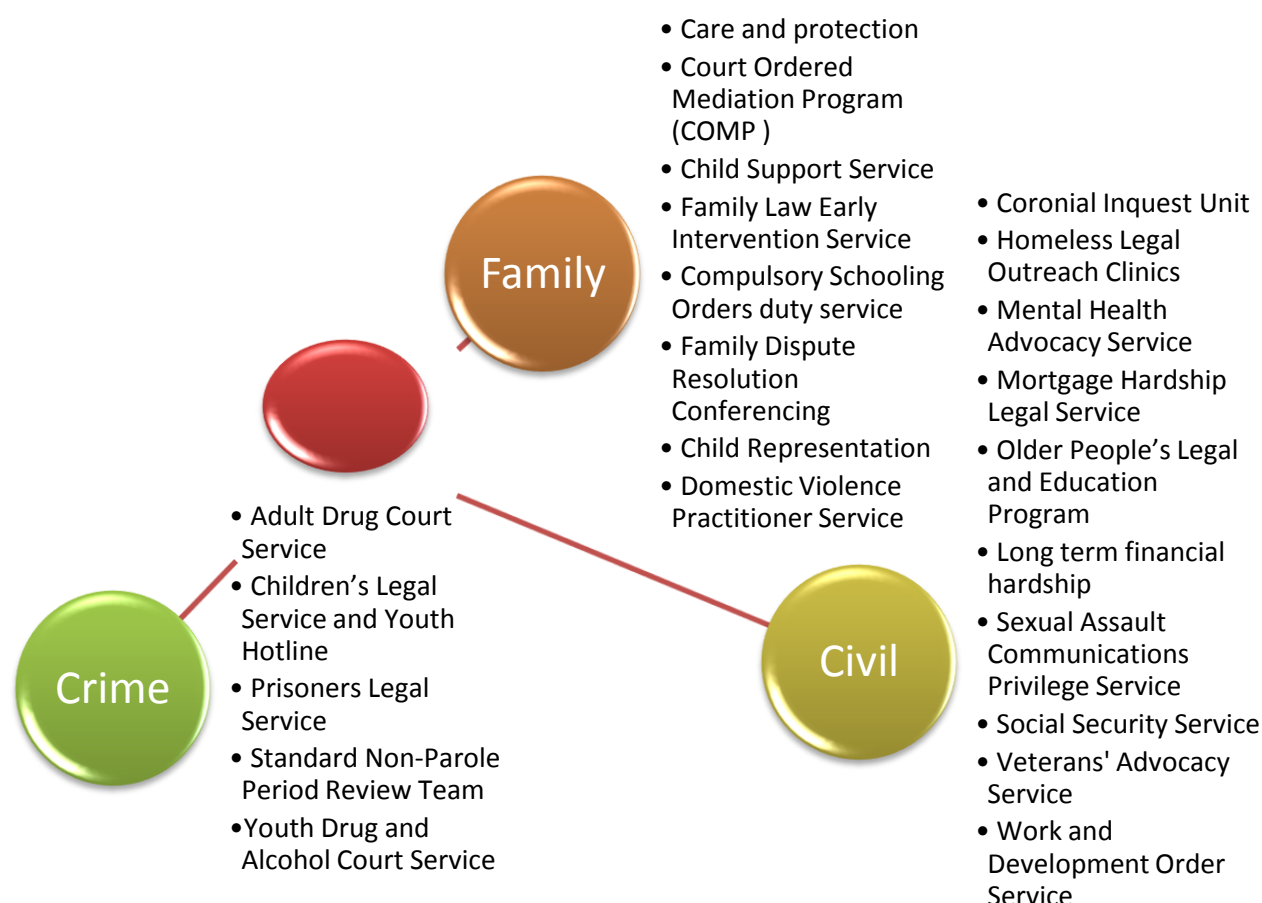 Family
• Care and protection
• Court Ordered
Mediation Program
(COMP )
• Child Support Service
• Family Law Early
Intervention Service
• Compulsory Schooling
Orders duty service
• Family Dispute
Resolution
Conferencing
• Child Representation
• Domestic Violence
Practitioner Service
Crime
• Adult Drug Court
Service
• Children’s Legal
Service and Youth
Hotline
• Prisoners Legal
Service
• Standard Non-Parole
Period Review Team
•Youth Drug and
Alcohol Court Service
Civil
• Coronial Inquest Unit
• Homeless Legal
Outreach Clinics
• Mental Health
Advocacy Service
• Mortgage Hardship
Legal Service
• Older People’s Legal
and Education
Program
• Long term financial
hardship
• Sexual Assault
Communications
Privilege Service
• Social Security Service
• Veterans' Advocacy
Service
• Work and
Development Order
Service